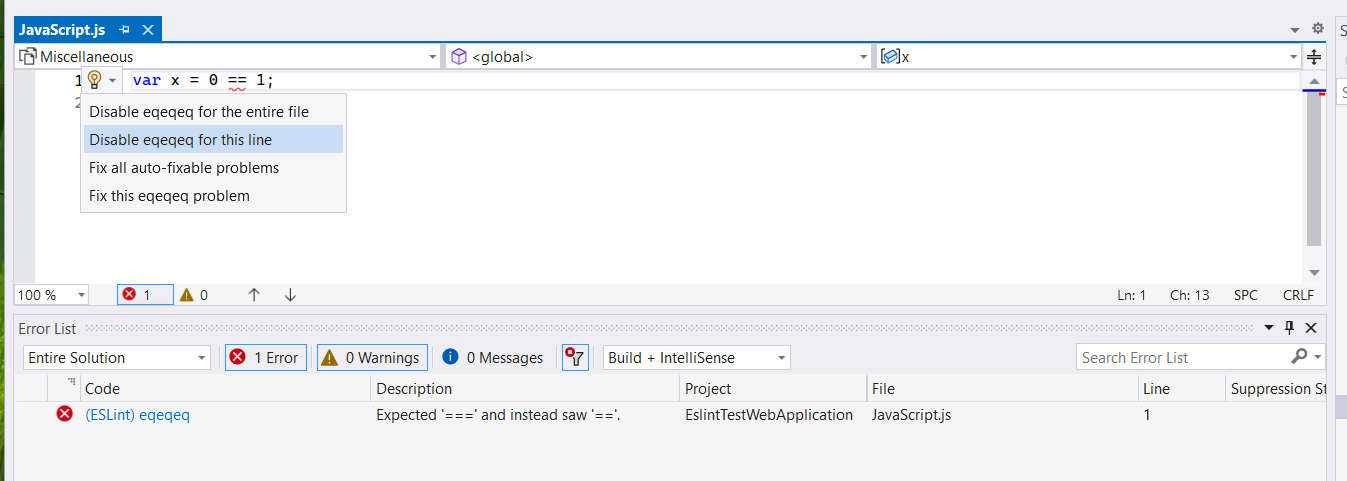 JavaScript.js
S
Miscellaneous <global> x
1 var x = 0 == 1;
2
S
Disable eqeqeq for the entire file
Disable eqeqeq for this line
Fix all auto-fixable problems
Fix this eqeqeq problem
100 % 1 0 Ln: 1 Ch: 13 SPC CRLF
Error List
Entire Solution 1 Error 0 Warnings 0 Messages Build + IntelliSense Search Error List
Code Description Project File Line Suppression St
(ESLint) eqeqeq Expected '===' and instead saw '=='. EslintTestWebApplication JavaScript.js 1